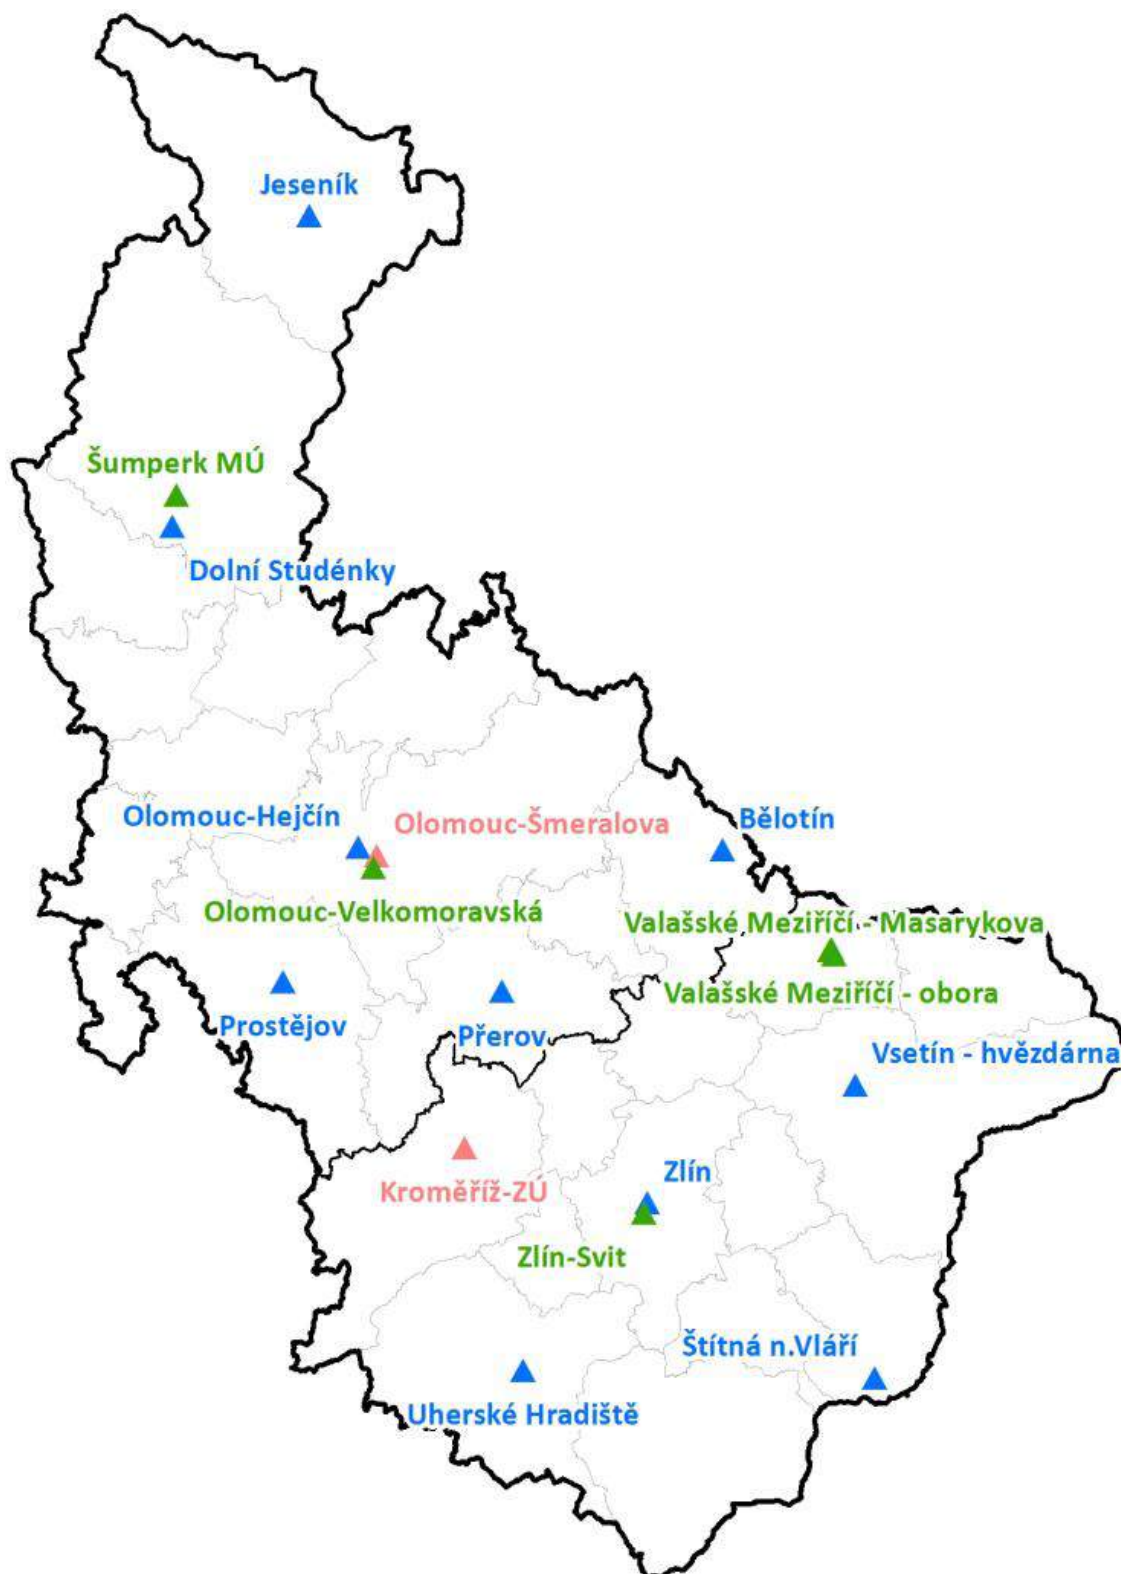 Jeseník
Šumperk MÚ
Dolní Studénky
Olomouc-Hejčín
Olomouc-Šmeralova
Bělotín
Olomouc-Velkomoravská
Valašské Meziříčí - Masarykova
Valašské Meziříčí - obora
Prostějov
Přerov
Vsetín - hvězdárna
Kroměříž-ZÚ
Zlín
Zlín-Svit
Štítná n.Vláří
Uherské Hradiště